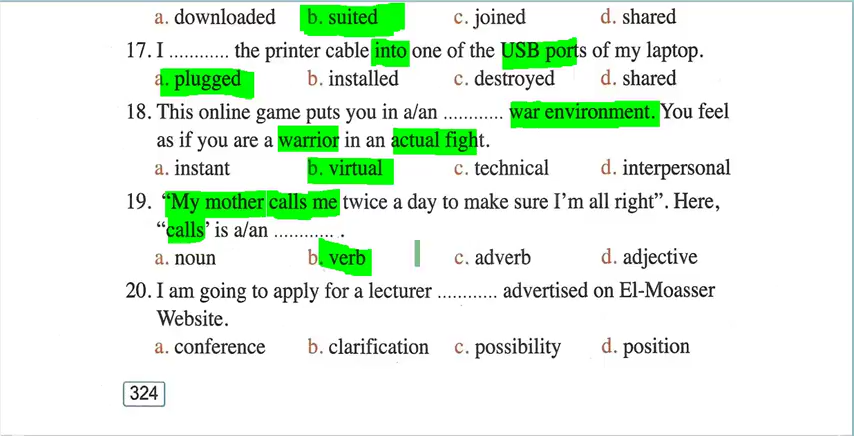 a. downloaded b. suited c. joined d. shared
17. I ............ the printer cable into one of the USB ports of my laptop.
a. plugged b. installed c. destroyed d. shared
18. This online game puts you in a/an ............ war environment. You feel
as if you are a warrior in an actual fight.
a. instant b. virtual c. technical d. interpersonal
19. “My mother calls me twice a day to make sure I’m all right”. Here,
“calls’ is a/an ............ .
a. noun b. verb c. adverb d. adjective
20. I am going to apply for a lecturer ............ advertised on El-Moasser
Website.
a. conference b. clarification c. possibility d. position
324